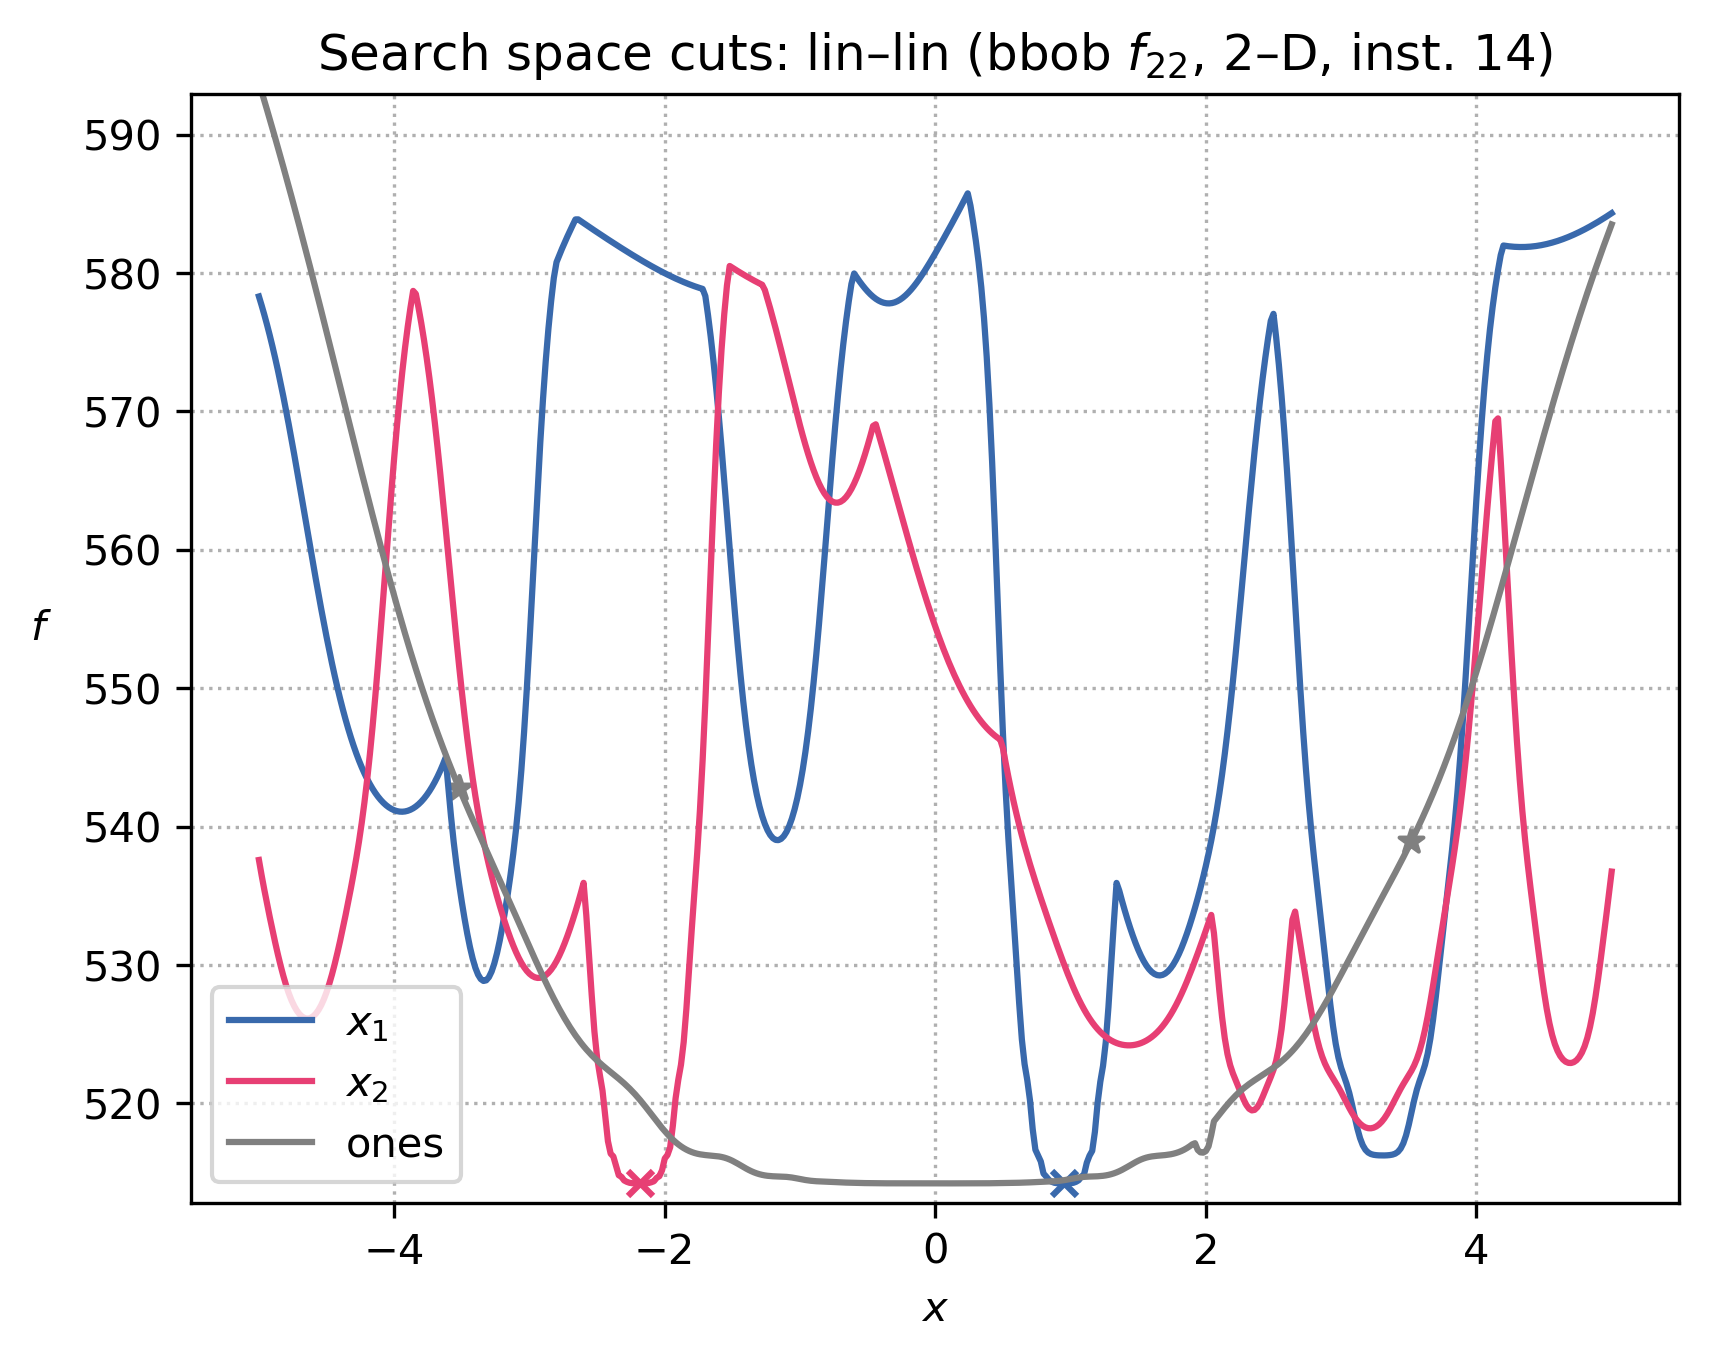 Search space cuts: lin–lin (bbob f₂₂, 2–D, inst. 14)
590
580
570
560
550
540
530
520
f
x₁
x₂
ones
−4
−2
0
2
4
x